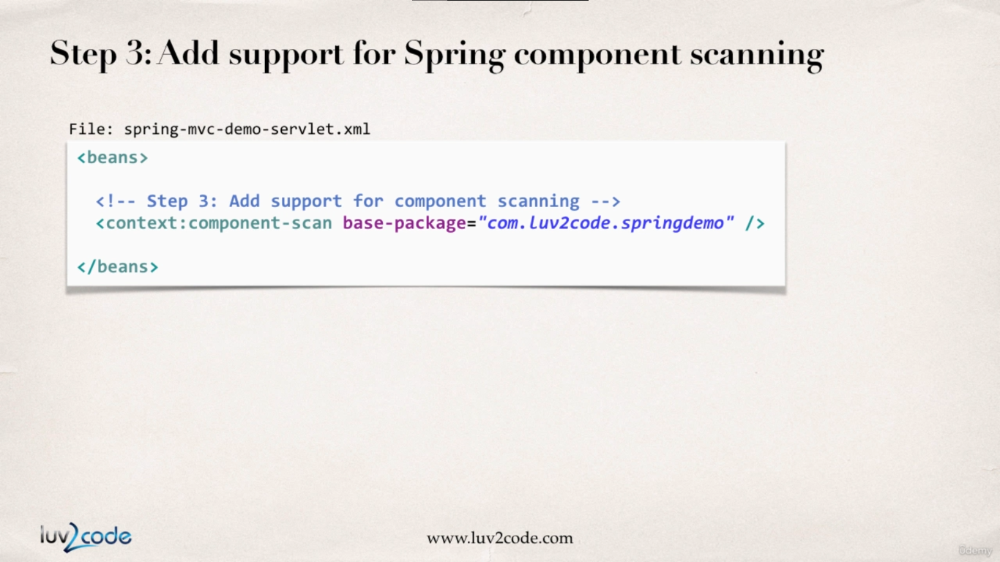 Step 3: Add support for Spring component scanning
File: spring-mvc-demo-servlet.xml
<beans>
<!-- Step 3: Add support for component scanning -->
<context:component-scan base-package="com.luv2code.springdemo" />
</beans>
luv2code
www.luv2code.com
ûdemy